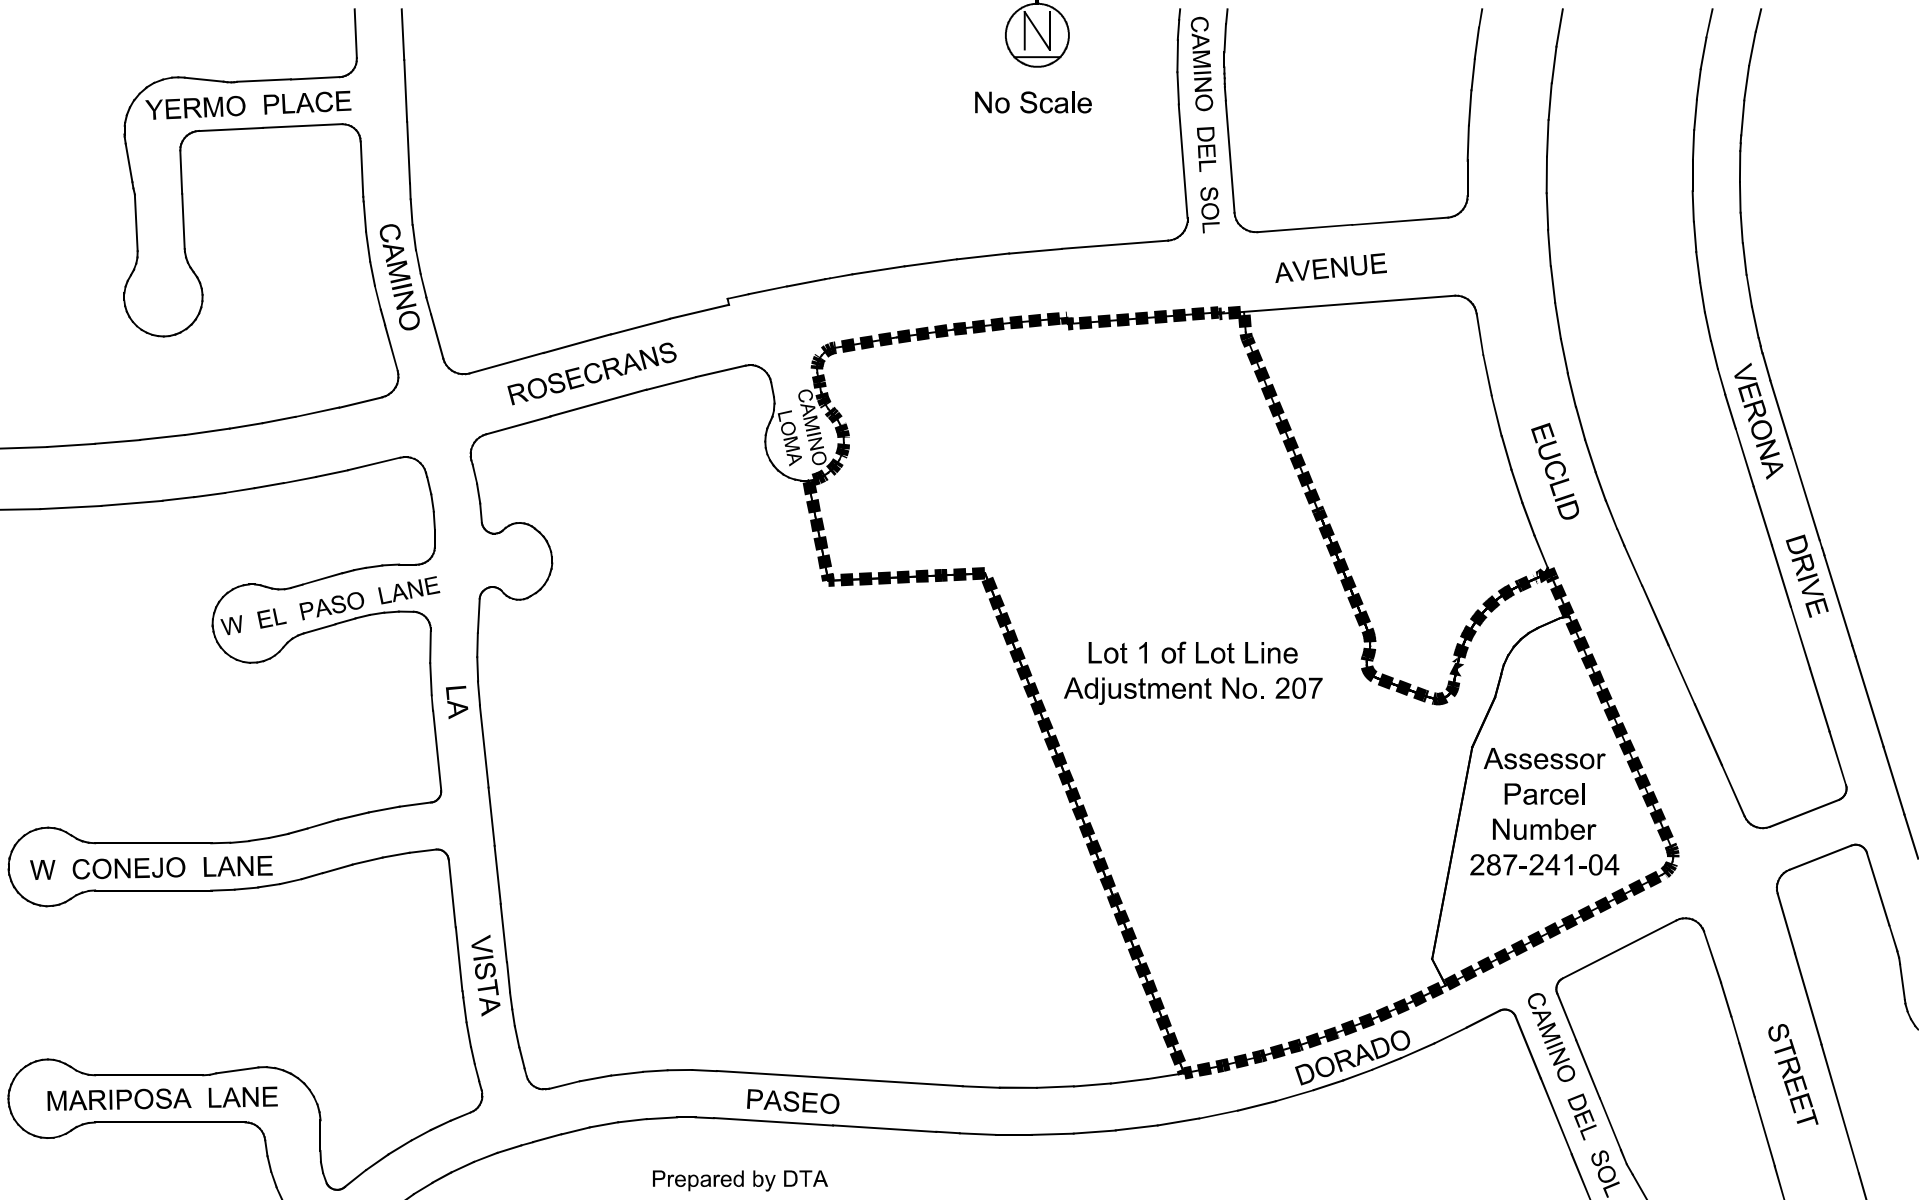 N
No Scale
YERMO PLACE
CAMINO DEL SOL
CAMINO
AVENUE
ROSECRANS
CAMINO
LOMA
VERONA DRIVE
EUCLID
W EL PASO LANE
LA
Lot 1 of Lot Line
Adjustment No. 207
Assessor
Parcel
Number
287-241-04
W CONEJO LANE
VISTA
CAMINO DEL SOL
STREET
DORADO
PASEO
MARIPOSA LANE
Prepared by DTA